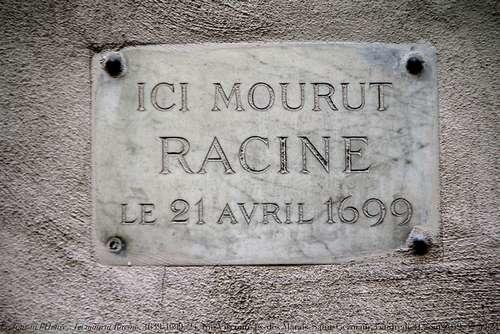 ICI MOURUT
RACINE
LE 21 AVRIL 1699